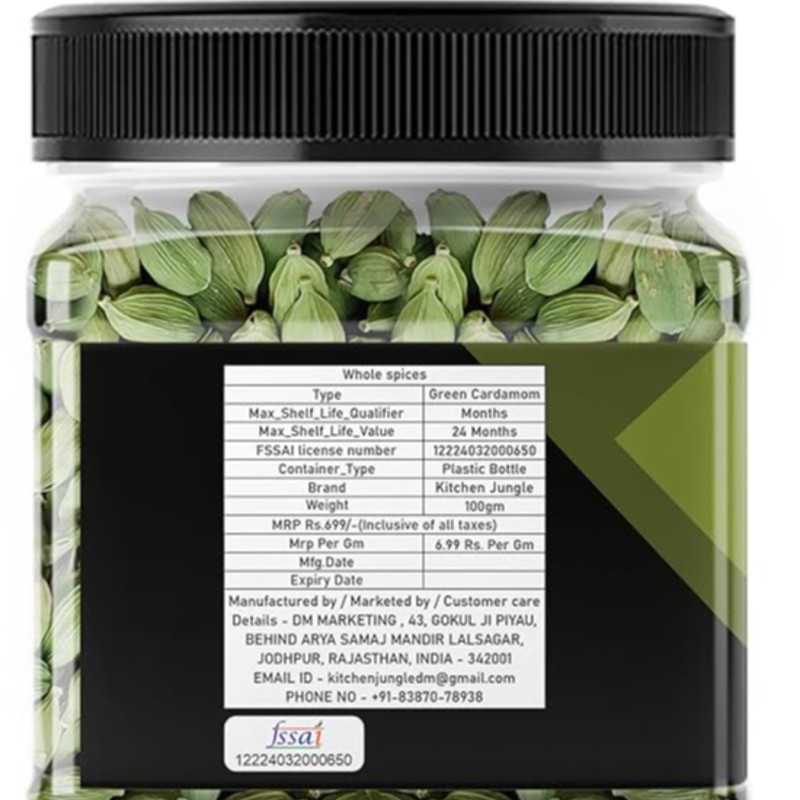 Whole spices
Type Green Cardamom
Max_Shelf_Life_Qualifier Months
Max_Shelf_Life_Value 24 Months
FSSAI license number 12224032000650
Container_Type Plastic Bottle
Brand Kitchen Jungle
Weight 100gm
MRP Rs.699/-(Inclusive of all taxes)
Mrp Per Gm 6.99 Rs. Per Gm
Mfg.Date
Expiry Date
Manufactured by / Marketed by / Customer care
Details - DM MARKETING , 43, GOKUL JI PIYAU,
BEHIND ARYA SAMAJ MANDIR LALSAGAR,
JODHPUR, RAJASTHAN, INDIA - 342001
EMAIL ID - kitchenjungledm@gmail.com
PHONE NO - +91-83870-78938
fssai
12224032000650